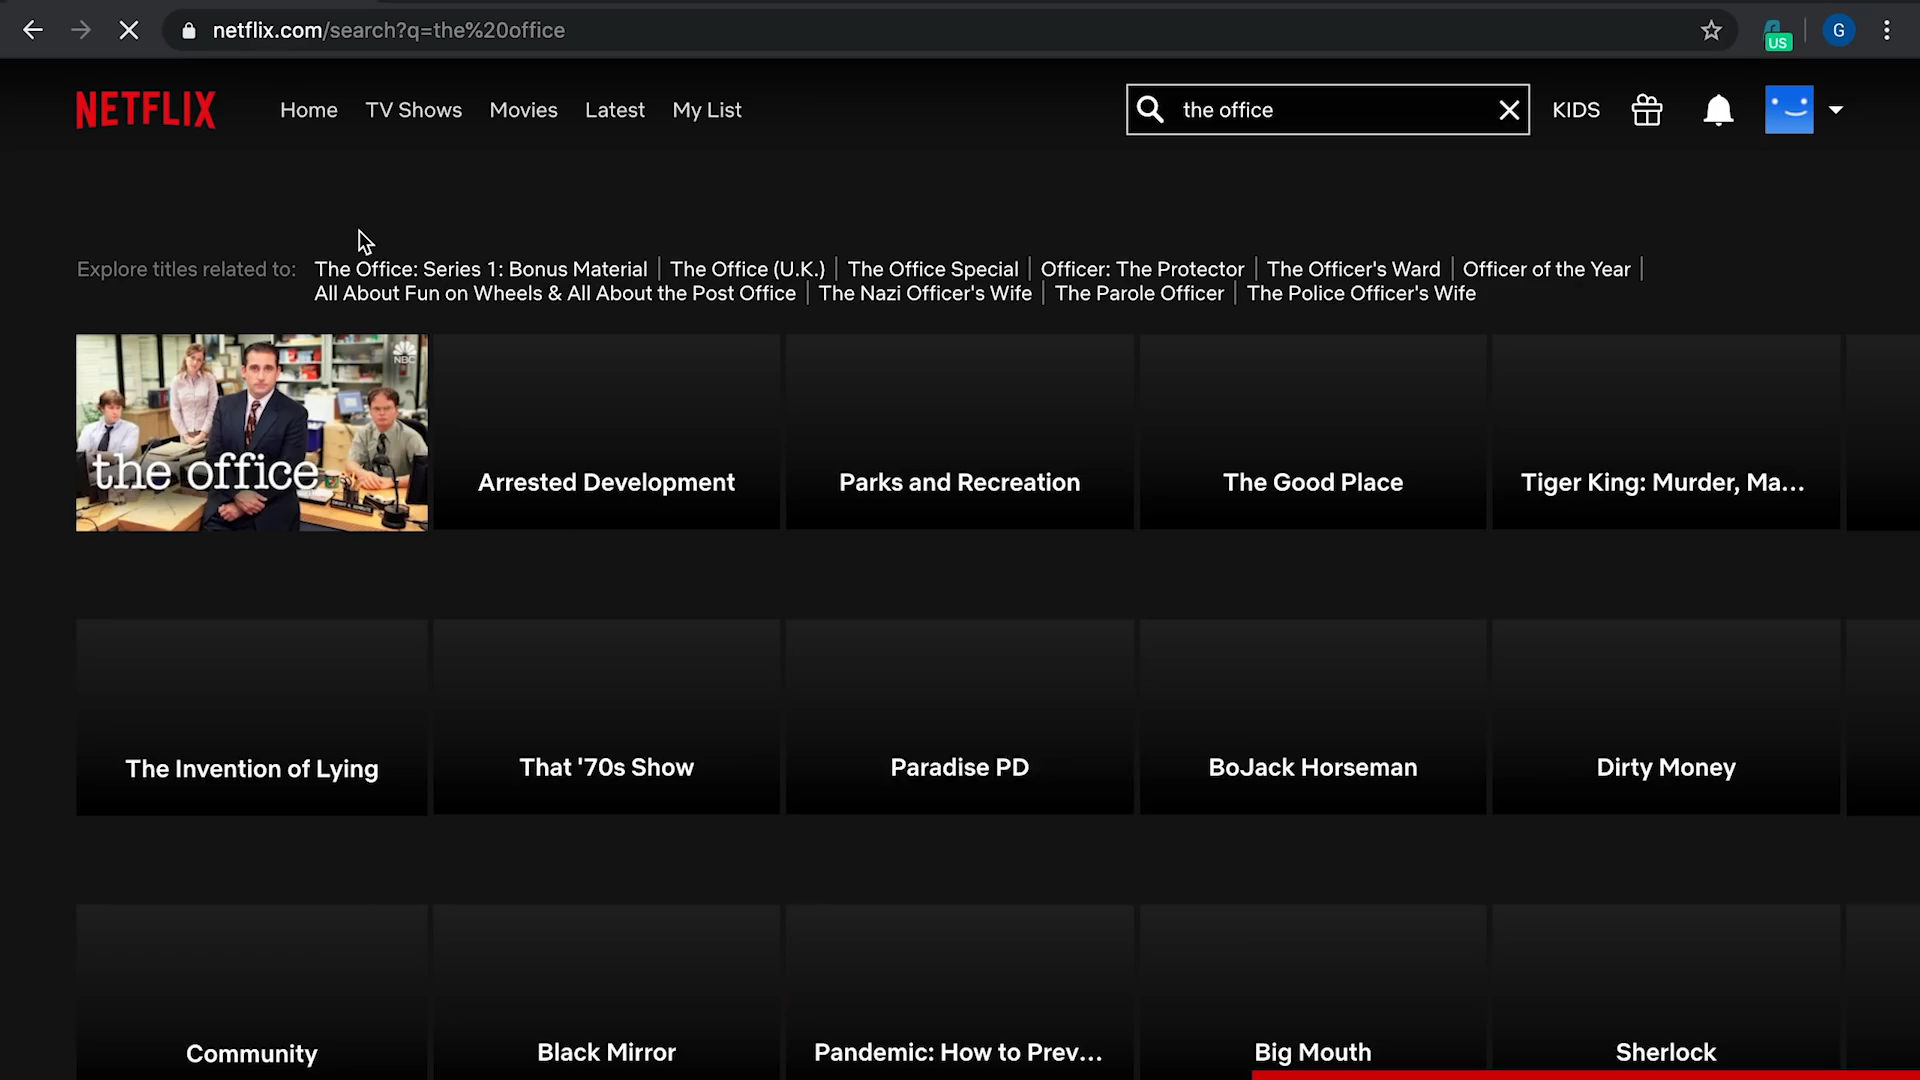 netflix.com/search?q=the%20office
US
G
NETFLIX
Home TV Shows Movies Latest My List
the office
KIDS
Explore titles related to: The Office: Series 1: Bonus Material | The Office (U.K.) | The Office Special | Officer: The Protector | The Officer's Ward | Officer of the Year |
All About Fun on Wheels & All About the Post Office | The Nazi Officer's Wife | The Parole Officer | The Police Officer's Wife
NBC
the office
Arrested Development
Parks and Recreation
The Good Place
Tiger King: Murder, Ma...
The Invention of Lying
That '70s Show
Paradise PD
BoJack Horseman
Dirty Money
Community
Black Mirror
Pandemic: How to Prev...
Big Mouth
Sherlock